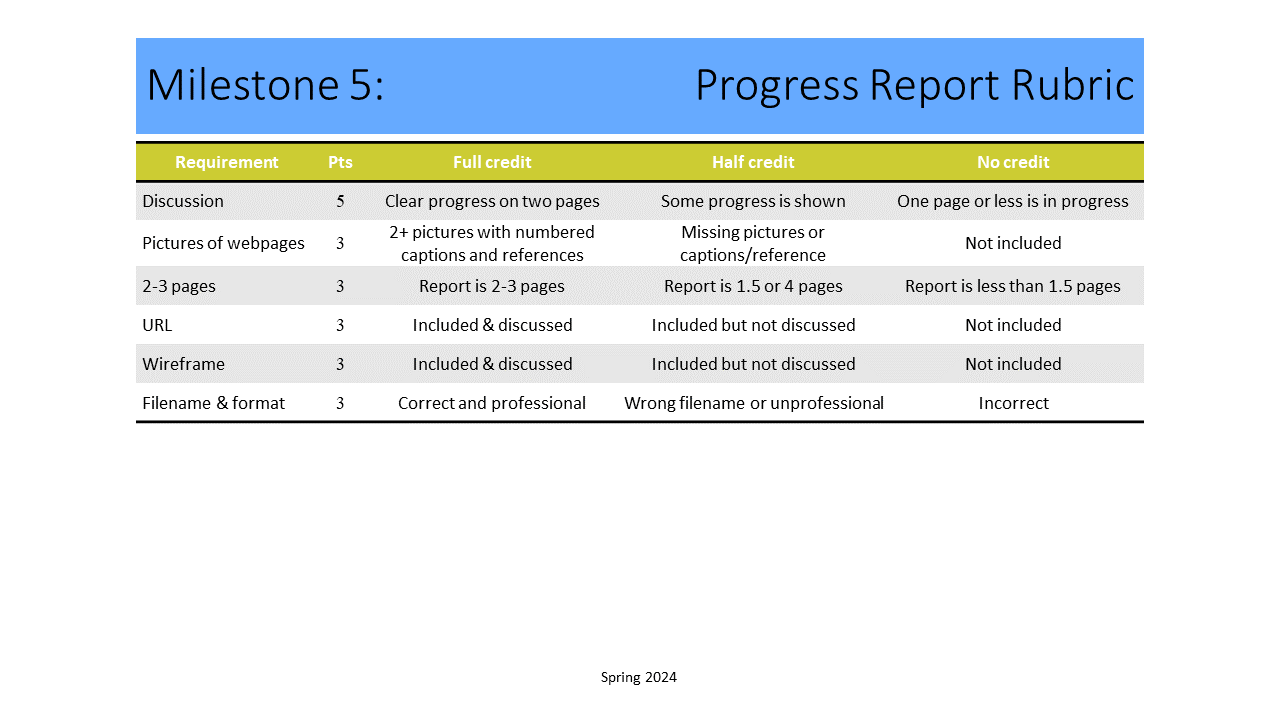 Milestone 5: Progress Report Rubric
Requirement Pts Full credit Half credit No credit
Discussion 5 Clear progress on two pages Some progress is shown One page or less is in progress
Pictures of webpages 3 2+ pictures with numbered captions and references Missing pictures or captions/reference Not included
2-3 pages 3 Report is 2-3 pages Report is 1.5 or 4 pages Report is less than 1.5 pages
URL 3 Included & discussed Included but not discussed Not included
Wireframe 3 Included & discussed Included but not discussed Not included
Filename & format 3 Correct and professional Wrong filename or unprofessional Incorrect
Spring 2024